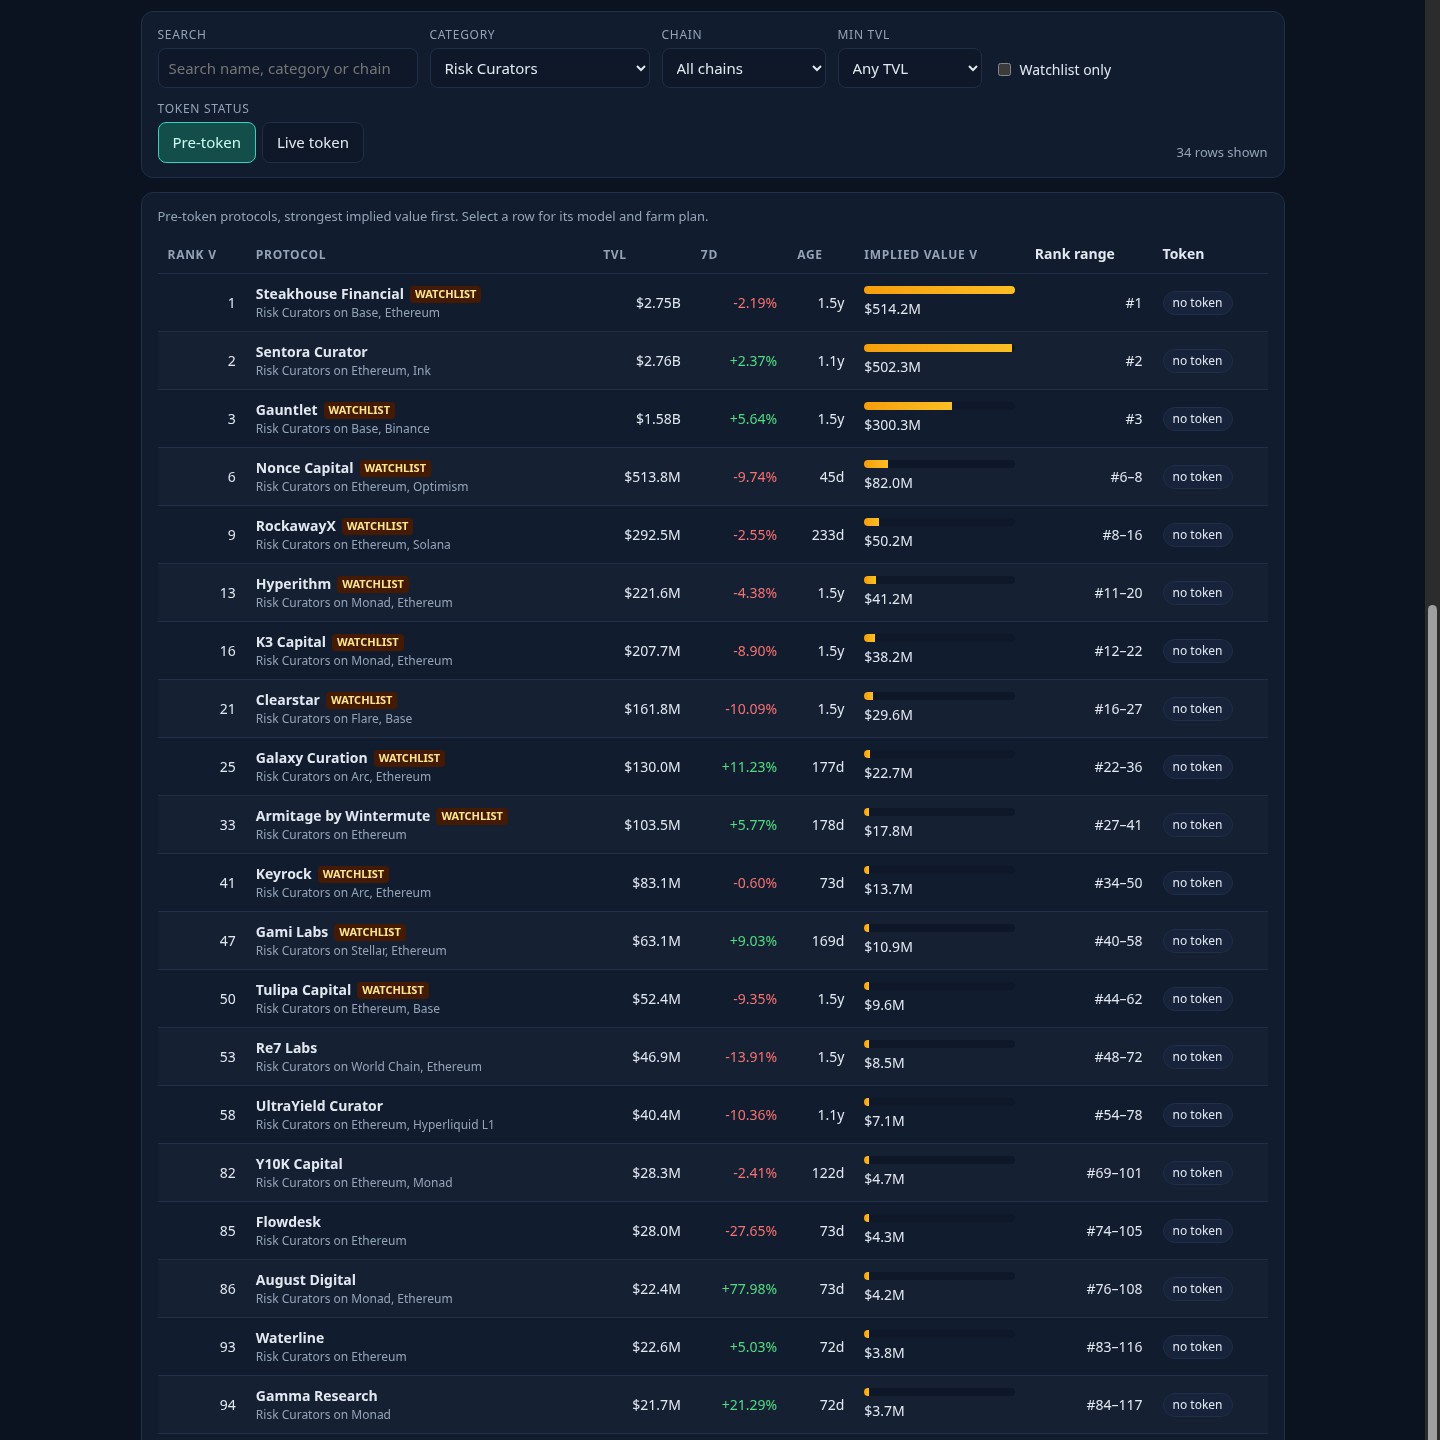 SEARCH
CATEGORY
CHAIN
MIN TVL
Search name, category or chain
Risk Curators
All chains
Any TVL
Watchlist only
TOKEN STATUS
Pre-token
Live token
34 rows shown
Pre-token protocols, strongest implied value first. Select a row for its model and farm plan.
RANK V PROTOCOL TVL 7D AGE IMPLIED VALUE V Rank range Token
1 Steakhouse Financial WATCHLIST $2.75B -2.19% 1.5y $514.2M #1 no token
Risk Curators on Base, Ethereum
2 Sentora Curator $2.76B +2.37% 1.1y $502.3M #2 no token
Risk Curators on Ethereum, Ink
3 Gauntlet WATCHLIST $1.58B +5.64% 1.5y $300.3M #3 no token
Risk Curators on Base, Binance
6 Nonce Capital WATCHLIST $513.8M -9.74% 45d $82.0M #6–8 no token
Risk Curators on Ethereum, Optimism
9 RockawayX WATCHLIST $292.5M -2.55% 233d $50.2M #8–16 no token
Risk Curators on Ethereum, Solana
13 Hyperithm WATCHLIST $221.6M -4.38% 1.5y $41.2M #11–20 no token
Risk Curators on Monad, Ethereum
16 K3 Capital WATCHLIST $207.7M -8.90% 1.5y $38.2M #12–22 no token
Risk Curators on Monad, Ethereum
21 Clearstar WATCHLIST $161.8M -10.09% 1.5y $29.6M #16–27 no token
Risk Curators on Flare, Base
25 Galaxy Curation WATCHLIST $130.0M +11.23% 177d $22.7M #22–36 no token
Risk Curators on Arc, Ethereum
33 Armitage by Wintermute WATCHLIST $103.5M +5.77% 178d $17.8M #27–41 no token
Risk Curators on Ethereum
41 Keyrock WATCHLIST $83.1M -0.60% 73d $13.7M #34–50 no token
Risk Curators on Arc, Ethereum
47 Gami Labs WATCHLIST $63.1M +9.03% 169d $10.9M #40–58 no token
Risk Curators on Stellar, Ethereum
50 Tulipa Capital WATCHLIST $52.4M -9.35% 1.5y $9.6M #44–62 no token
Risk Curators on Ethereum, Base
53 Re7 Labs $46.9M -13.91% 1.5y $8.5M #48–72 no token
Risk Curators on World Chain, Ethereum
58 UltraYield Curator $40.4M -10.36% 1.1y $7.1M #54–78 no token
Risk Curators on Ethereum, Hyperliquid L1
82 Y10K Capital $28.3M -2.41% 122d $4.7M #69–101 no token
Risk Curators on Ethereum, Monad
85 Flowdesk $28.0M -27.65% 73d $4.3M #74–105 no token
Risk Curators on Ethereum
86 August Digital $22.4M +77.98% 73d $4.2M #76–108 no token
Risk Curators on Monad, Ethereum
93 Waterline $22.6M +5.03% 72d $3.8M #83–116 no token
Risk Curators on Ethereum
94 Gamma Research $21.7M +21.29% 72d $3.7M #84–117 no token
Risk Curators on Monad